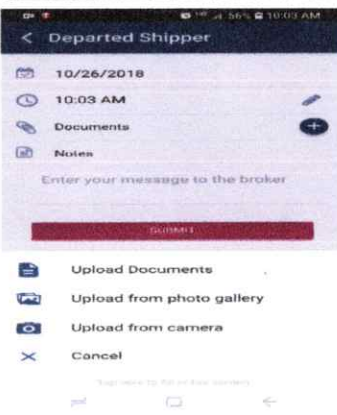 56% 10:03 AM
Departed Shipper
10/26/2018
10:03 AM
Documents
Notes
Enter your message to the broker
SUBMIT
Upload Documents
Upload from photo gallery
Upload from camera
Cancel